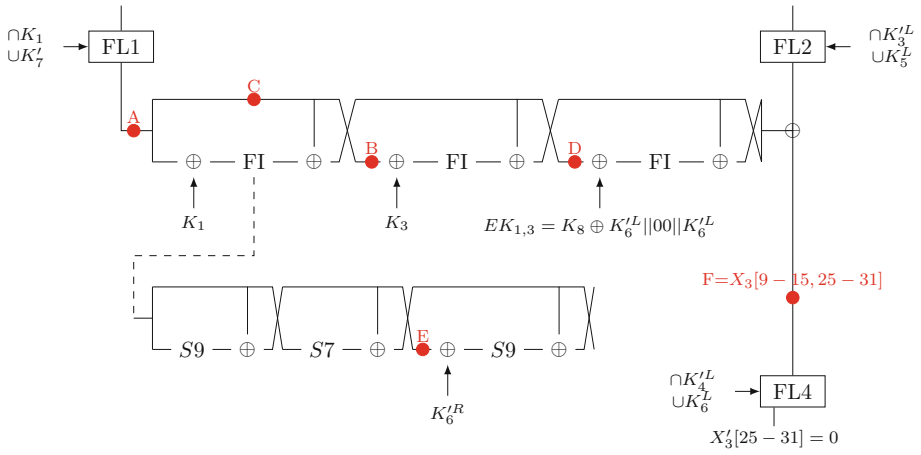 ∩K₁
∪K′₇
FL1
FL2
∩K′₃ᴸ
∪K₅ᴸ
C
A
B
D
FI
FI
FI
K₁
K₃
EK₁,₃ = K₈ ⊕ K′₆ᴸ||00||K′₆ᴸ
F=X₃[9 − 15, 25 − 31]
E
S9
S7
S9
K′₆ᴿ
∩K′₄ᴸ
∪K₆ᴸ
FL4
X′₃[25 − 31] = 0